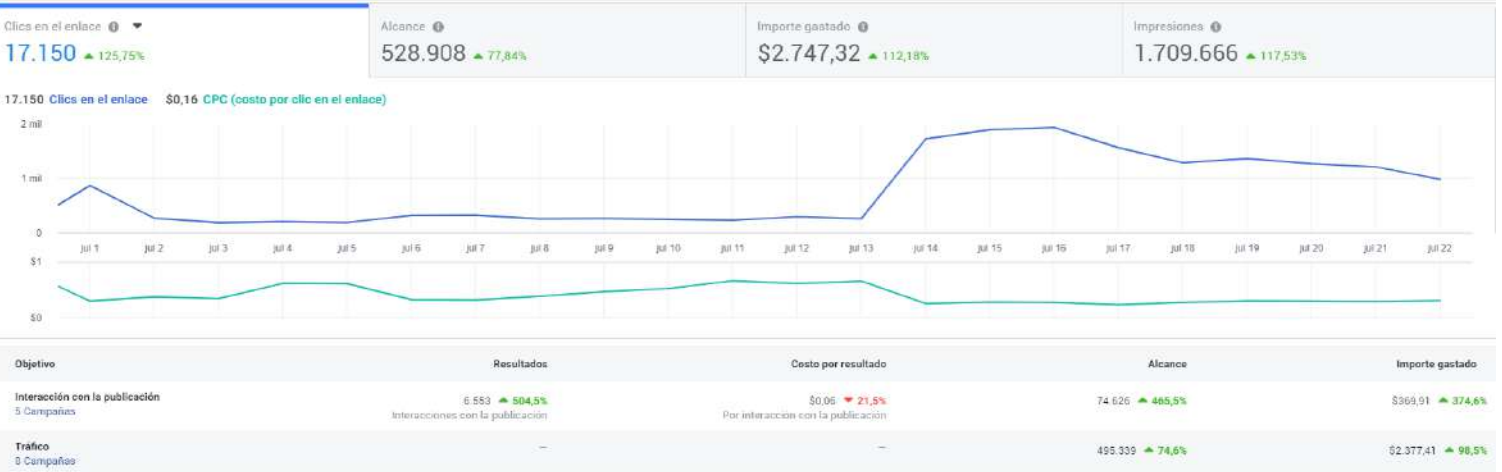 Clics en el enlace
17.150 125,75%
Alcance
528.908 77,84%
Importe gastado
$2.747,32 112,18%
Impresiones
1.709.666 117,53%
17.150 Clics en el enlace $0,16 CPC (costo por clic en el enlace)
2 mil
1 mil
0
jul 1 jul 2 jul 3 jul 4 jul 5 jul 6 jul 7 jul 8 jul 9 jul 10 jul 11 jul 12 jul 13 jul 14 jul 15 jul 16 jul 17 jul 18 jul 19 jul 20 jul 21 jul 22
$1
$0
Objetivo Resultados Costo por resultado Alcance Importe gastado
Interacción con la publicación 6.553 504,5% $0,06 21,5% 74.626 465,5% $369,91 374,6%
5 Campañas Interacciones con la publicación Por interacción con la publicación
Tráfico — — 495.339 74,6% $2.377,41 98,5%
8 Campañas